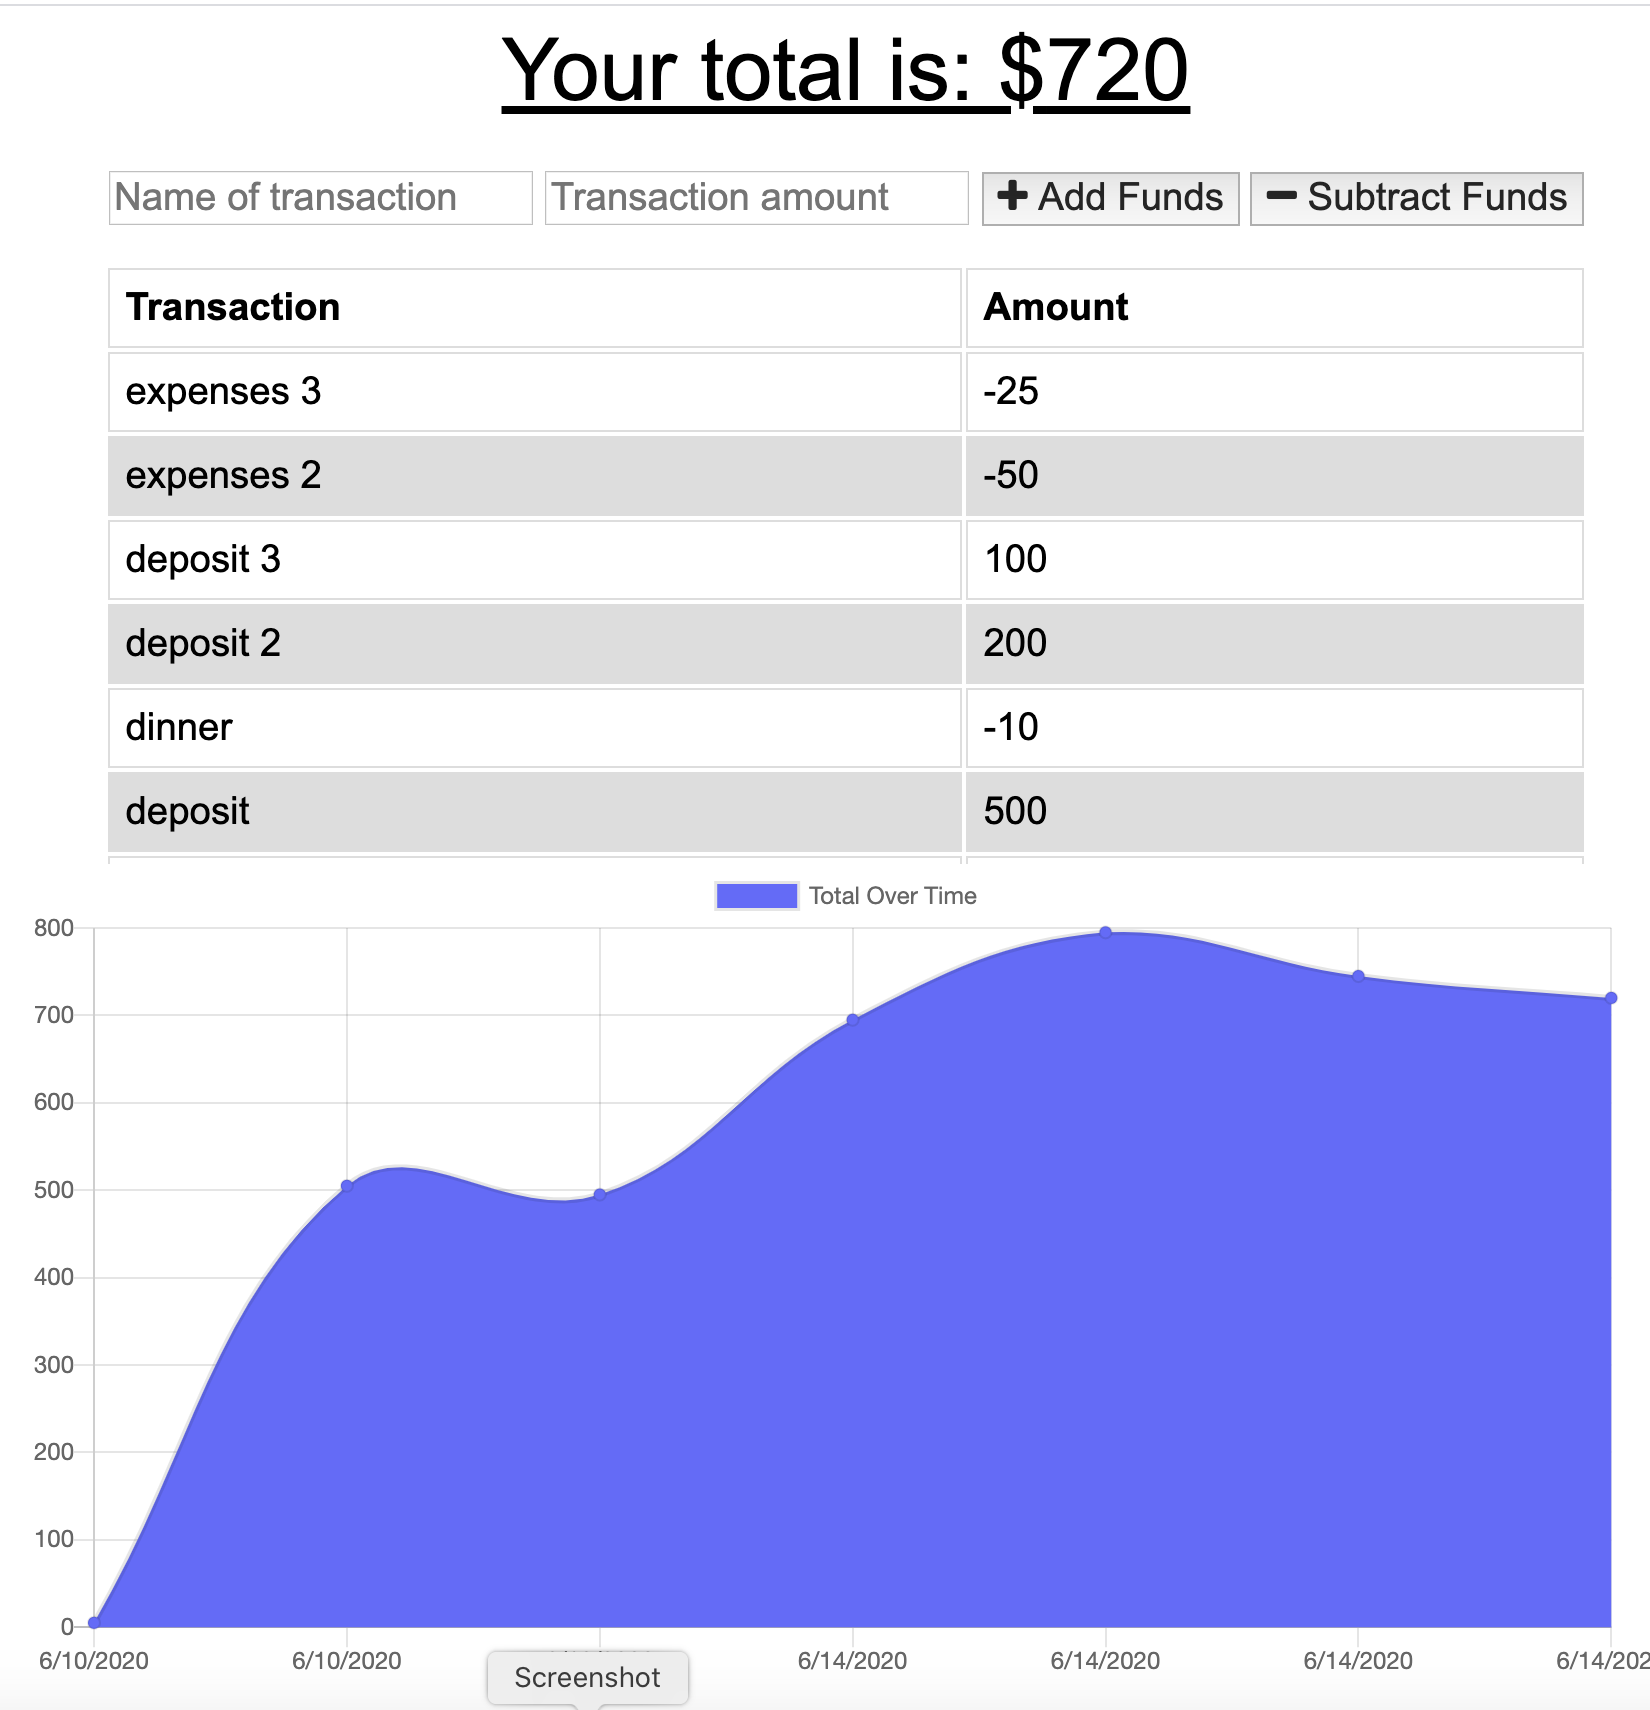 Your total is: $720
Name of transaction Transaction amount + Add Funds − Subtract Funds
Transaction Amount
expenses 3 -25
expenses 2 -50
deposit 3 100
deposit 2 200
dinner -10
deposit 500
Total Over Time
800
700
600
500
400
300
200
100
0
6/10/2020 6/10/2020 6/14/2020 6/14/2020 6/14/2020 6/14/202
Screenshot